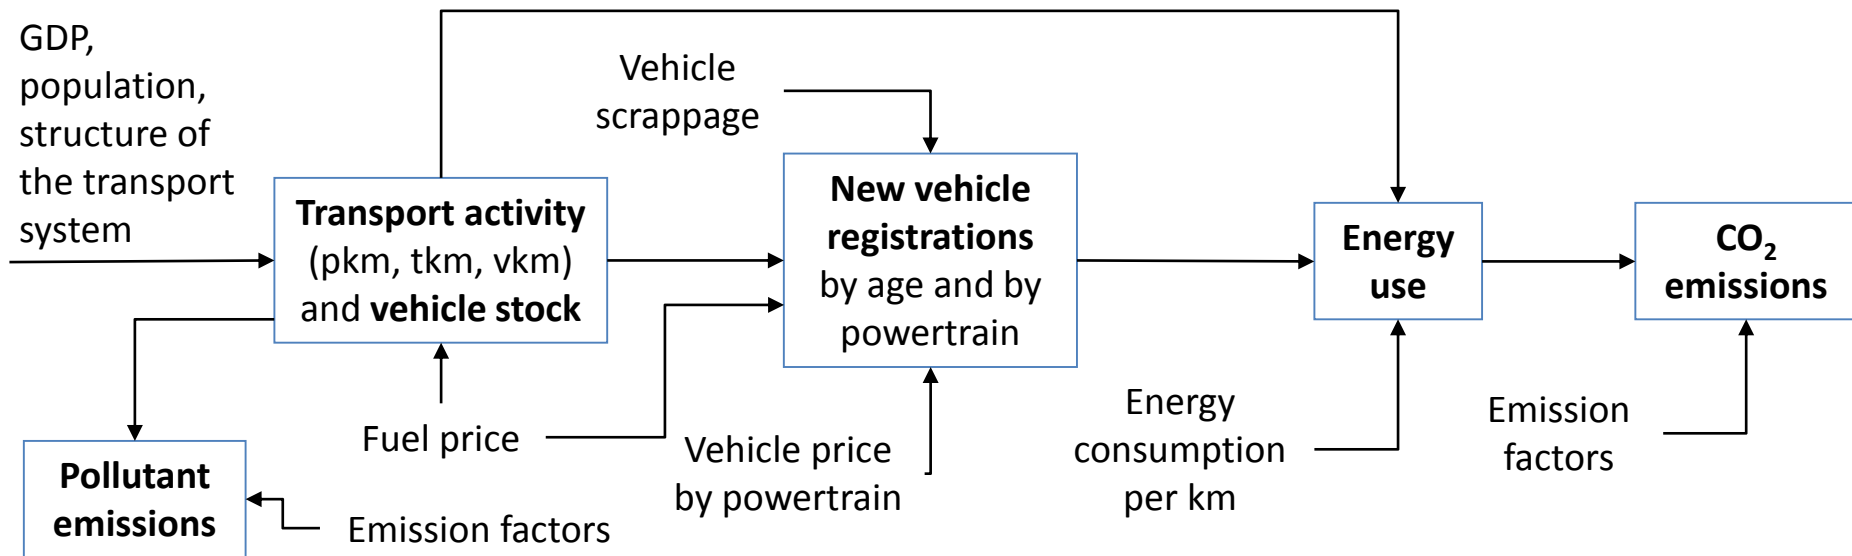 GDP,
population,
structure of
the transport
system
Vehicle
scrappage
Transport activity
(pkm, tkm, vkm)
and vehicle stock
New vehicle
registrations
by age and by
powertrain
Energy
use
CO₂
emissions
Fuel price
Vehicle price
by powertrain
Energy
consumption
per km
Emission
factors
Pollutant
emissions
Emission factors